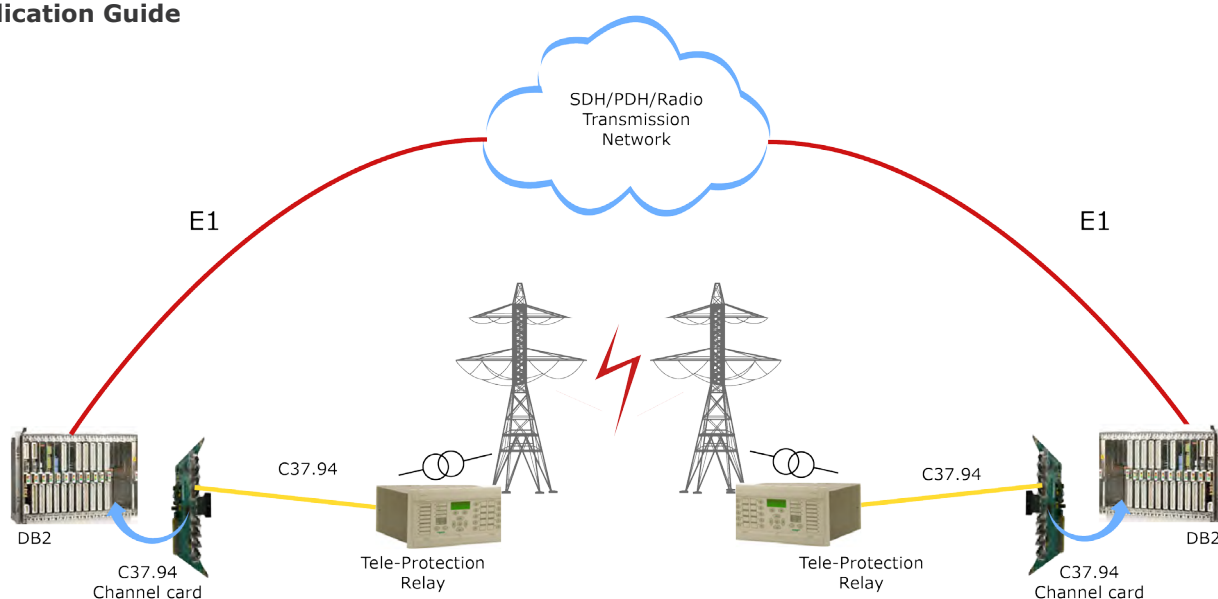 lication Guide
SDH/PDH/Radio
Transmission
Network
E1
E1
C37.94
C37.94
DB2
DB2
Tele-Protection
Relay
Tele-Protection
Relay
C37.94
Channel card
C37.94
Channel card